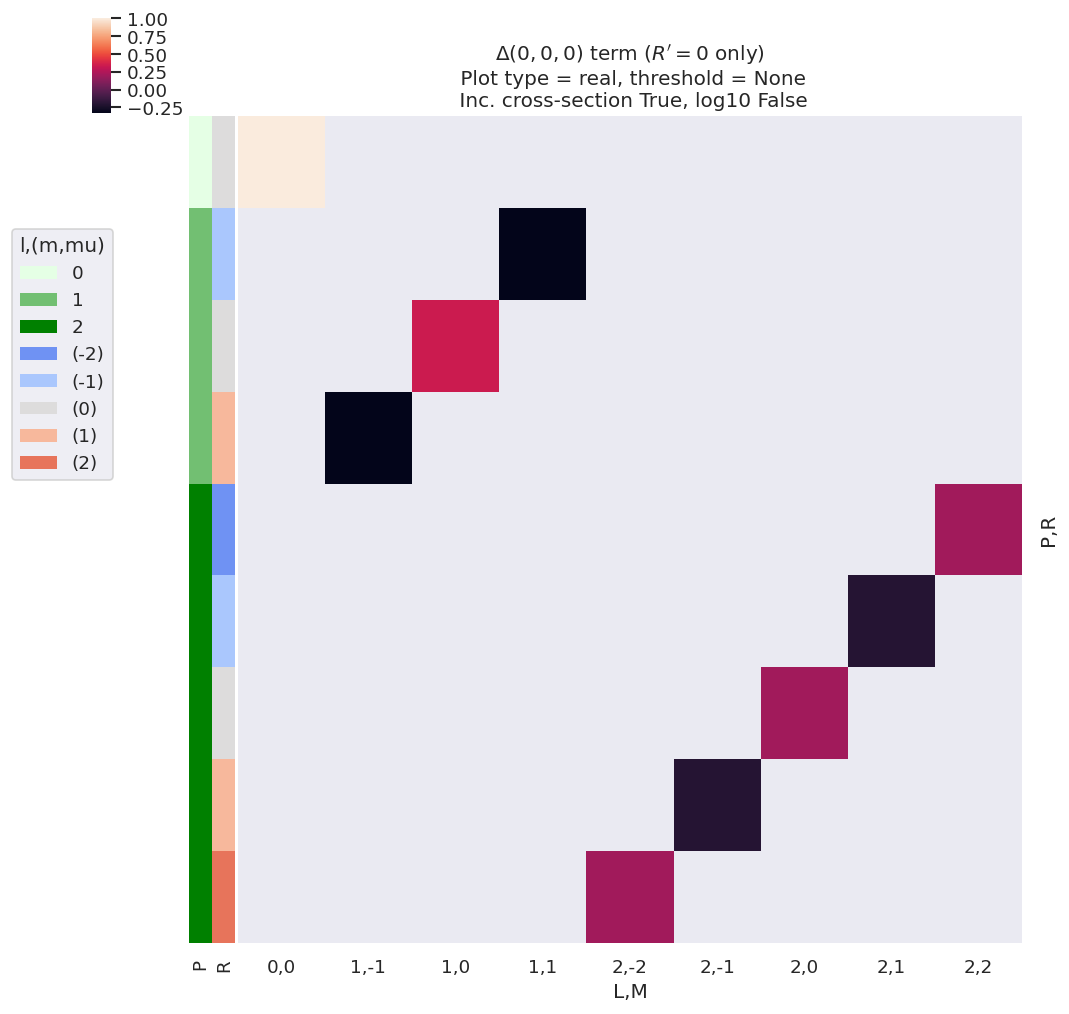 1.00
0.75
0.50
0.25
0.00
−0.25
Δ(0, 0, 0) term (R′ = 0 only)
Plot type = real, threshold = None
Inc. cross-section True, log10 False
l,(m,mu)
0
1
2
(-2)
(-1)
(0)
(1)
(2)
P,R
P
R
0,0
1,-1
1,0
1,1
2,-2
2,-1
2,0
2,1
2,2
L,M